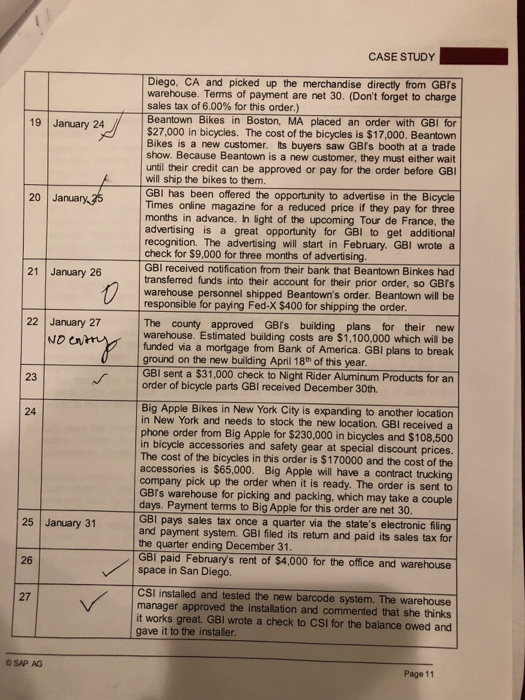 CASE STUDY
Diego, CA and picked up the merchandise directly from GBI's
warehouse. Terms of payment are net 30. (Don't forget to charge
sales tax of 6.00% for this order.)
19 January 24 Beantown Bikes in Boston, MA placed an order with GBI for
$27,000 in bicycles. The cost of the bicycles is $17,000. Beantown
Bikes is a new customer. Its buyers saw GBI's booth at a trade
show. Because Beantown is a new customer, they must either wait
until their credit can be approved or pay for the order before GBI
will ship the bikes to them.
20 January 25 GBI has been offered the opportunity to advertise in the Bicycle
Times online magazine for a reduced price if they pay for three
months in advance. In light of the upcoming Tour de France, the
advertising is a great opportunity for GBI to get additional
recognition. The advertising will start in February. GBI wrote a
check for $9,000 for three months of advertising.
21 January 26 GBI received notification from their bank that Beantown Binkes had
transferred funds into their account for their prior order, so GBI's
warehouse personnel shipped Beantown's order. Beantown will be
responsible for paying Fed-X $400 for shipping the order.
22 January 27 The county approved GBI's building plans for their new
NO entry warehouse. Estimated building costs are $1,100,000 which will be
funded via a mortgage from Bank of America. GBI plans to break
ground on the new building April 18th of this year.
23 GBI sent a $31,000 check to Night Rider Aluminum Products for an
order of bicycle parts GBI received December 30th.
24 Big Apple Bikes in New York City is expanding to another location
in New York and needs to stock the new location. GBI received a
phone order from Big Apple for $230,000 in bicycles and $108,500
in bicycle accessories and safety gear at special discount prices.
The cost of the bicycles in this order is $170000 and the cost of the
accessories is $65,000. Big Apple will have a contract trucking
company pick up the order when it is ready. The order is sent to
GBI's warehouse for picking and packing, which may take a couple
days. Payment terms to Big Apple for this order are net 30.
25 January 31 GBI pays sales tax once a quarter via the state's electronic filing
and payment system. GBI filed its return and paid its sales tax for
the quarter ending December 31.
26 GBI paid February's rent of $4,000 for the office and warehouse
space in San Diego.
27 CSI installed and tested the new barcode system. The warehouse
manager approved the installation and commented that she thinks
it works great. GBI wrote a check to CSI for the balance owed and
gave it to the installer.
© SAP AG
Page 11